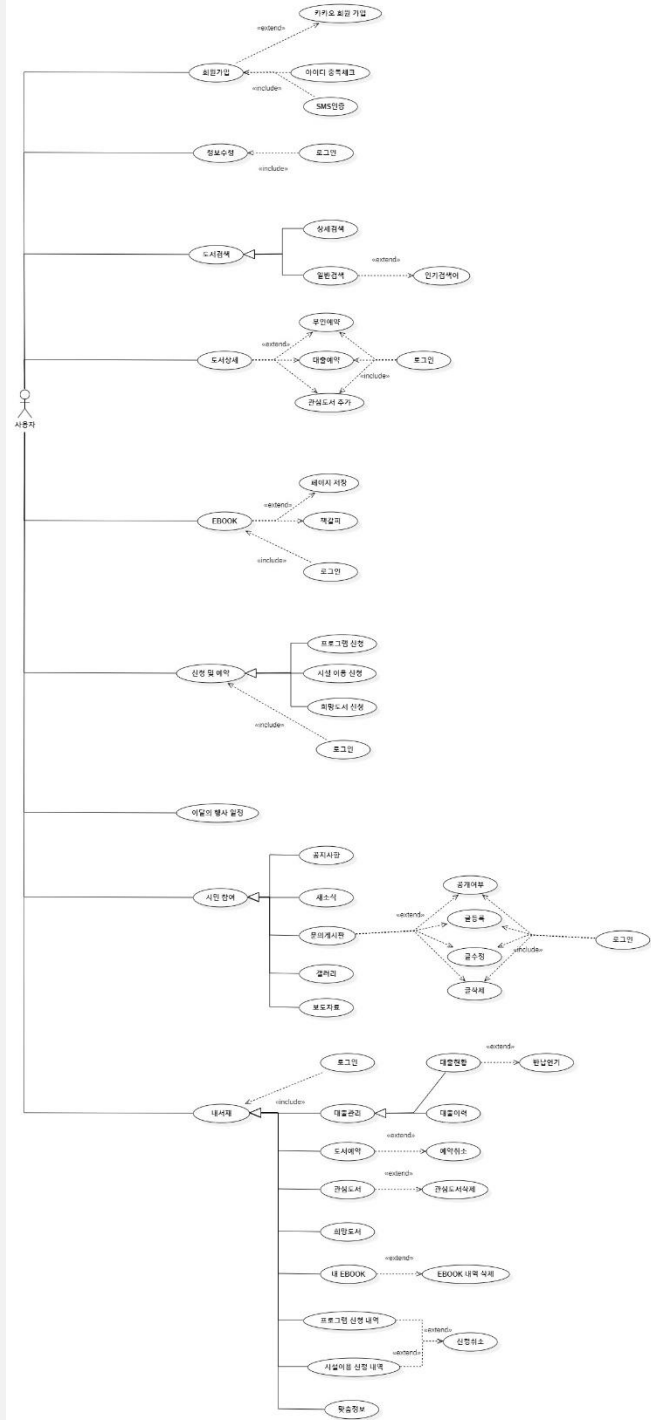 카카오 회원 가입
«extend»
회원가입
아이디 중복체크
«include»
SMS인증
정보수정
로그인
«include»
상세검색
도서검색
일반검색
«extend»
인기검색어
무인예약
«extend»
도서상세
대출예약
로그인
«include»
관심도서 추가
사용자
페이지 저장
«extend»
EBOOK
책갈피
«include»
로그인
프로그램 신청
신청 및 예약
시설 이용 신청
희망도서 신청
«include»
로그인
이달의 행사 일정
공지사항
시민 참여
새소식
공개여부
«extend»
글등록
문의게시판
로그인
«include»
글수정
갤러리
글삭제
보도자료
로그인
대출현황
«extend»
반납연기
«include»
내서재
대출관리
대출이력
도서예약
«extend»
예약취소
관심도서
«extend»
관심도서삭제
희망도서
내 EBOOK
«extend»
EBOOK 내역 삭제
프로그램 신청 내역
«extend»
신청취소
«extend»
시설이용 신청 내역
맞춤정보